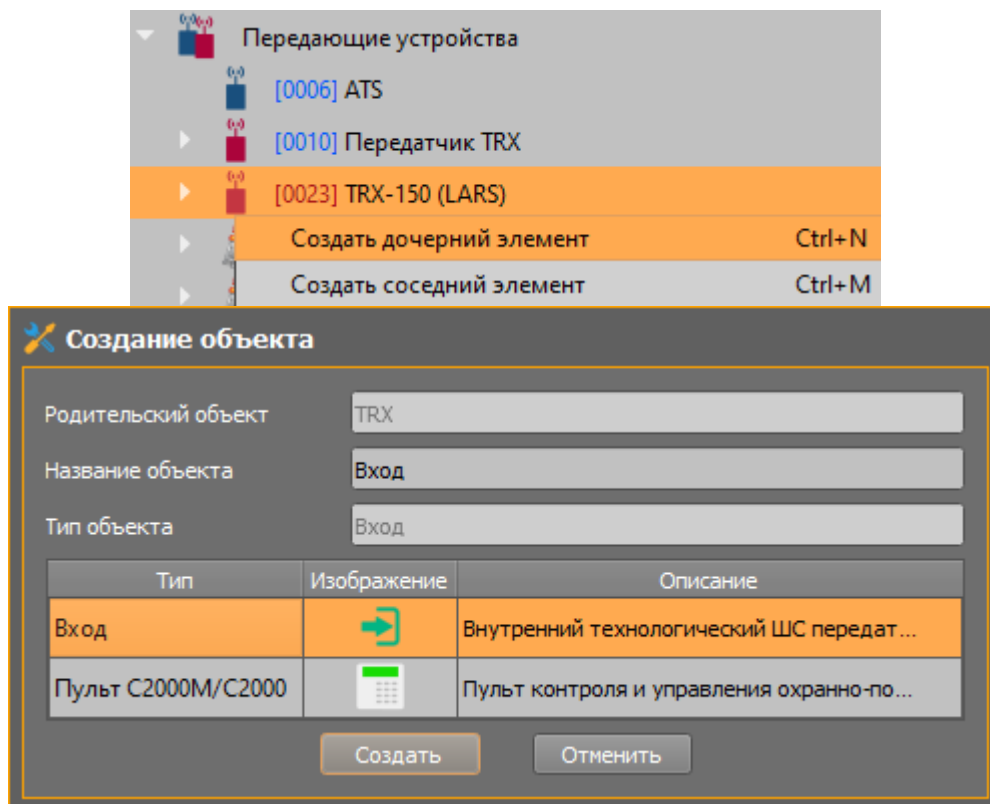 Передающие устройства
[0006] ATS
[0010] Передатчик TRX
[0023] TRX-150 (LARS)
Создать дочерний элемент Ctrl+N
Создать соседний элемент Ctrl+M
Создание объекта
Родительский объект TRX
Название объекта Вход
Тип объекта Вход
Тип Изображение Описание
Вход Внутренний технологический ШС передат...
Пульт С2000М/С2000 Пульт контроля и управления охранно-по...
Создать Отменить